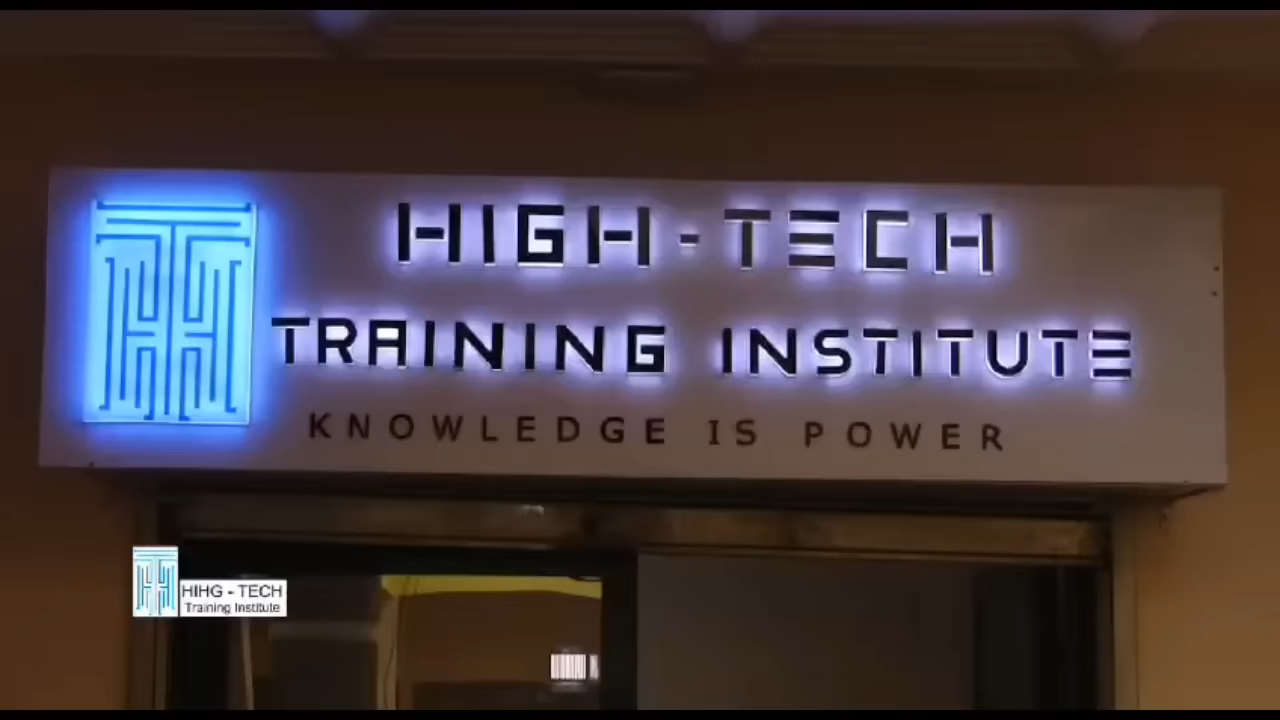 HIGH-TECH
TRAINING INSTITUTE
KNOWLEDGE IS POWER
HIHG - TECH
Training Institute